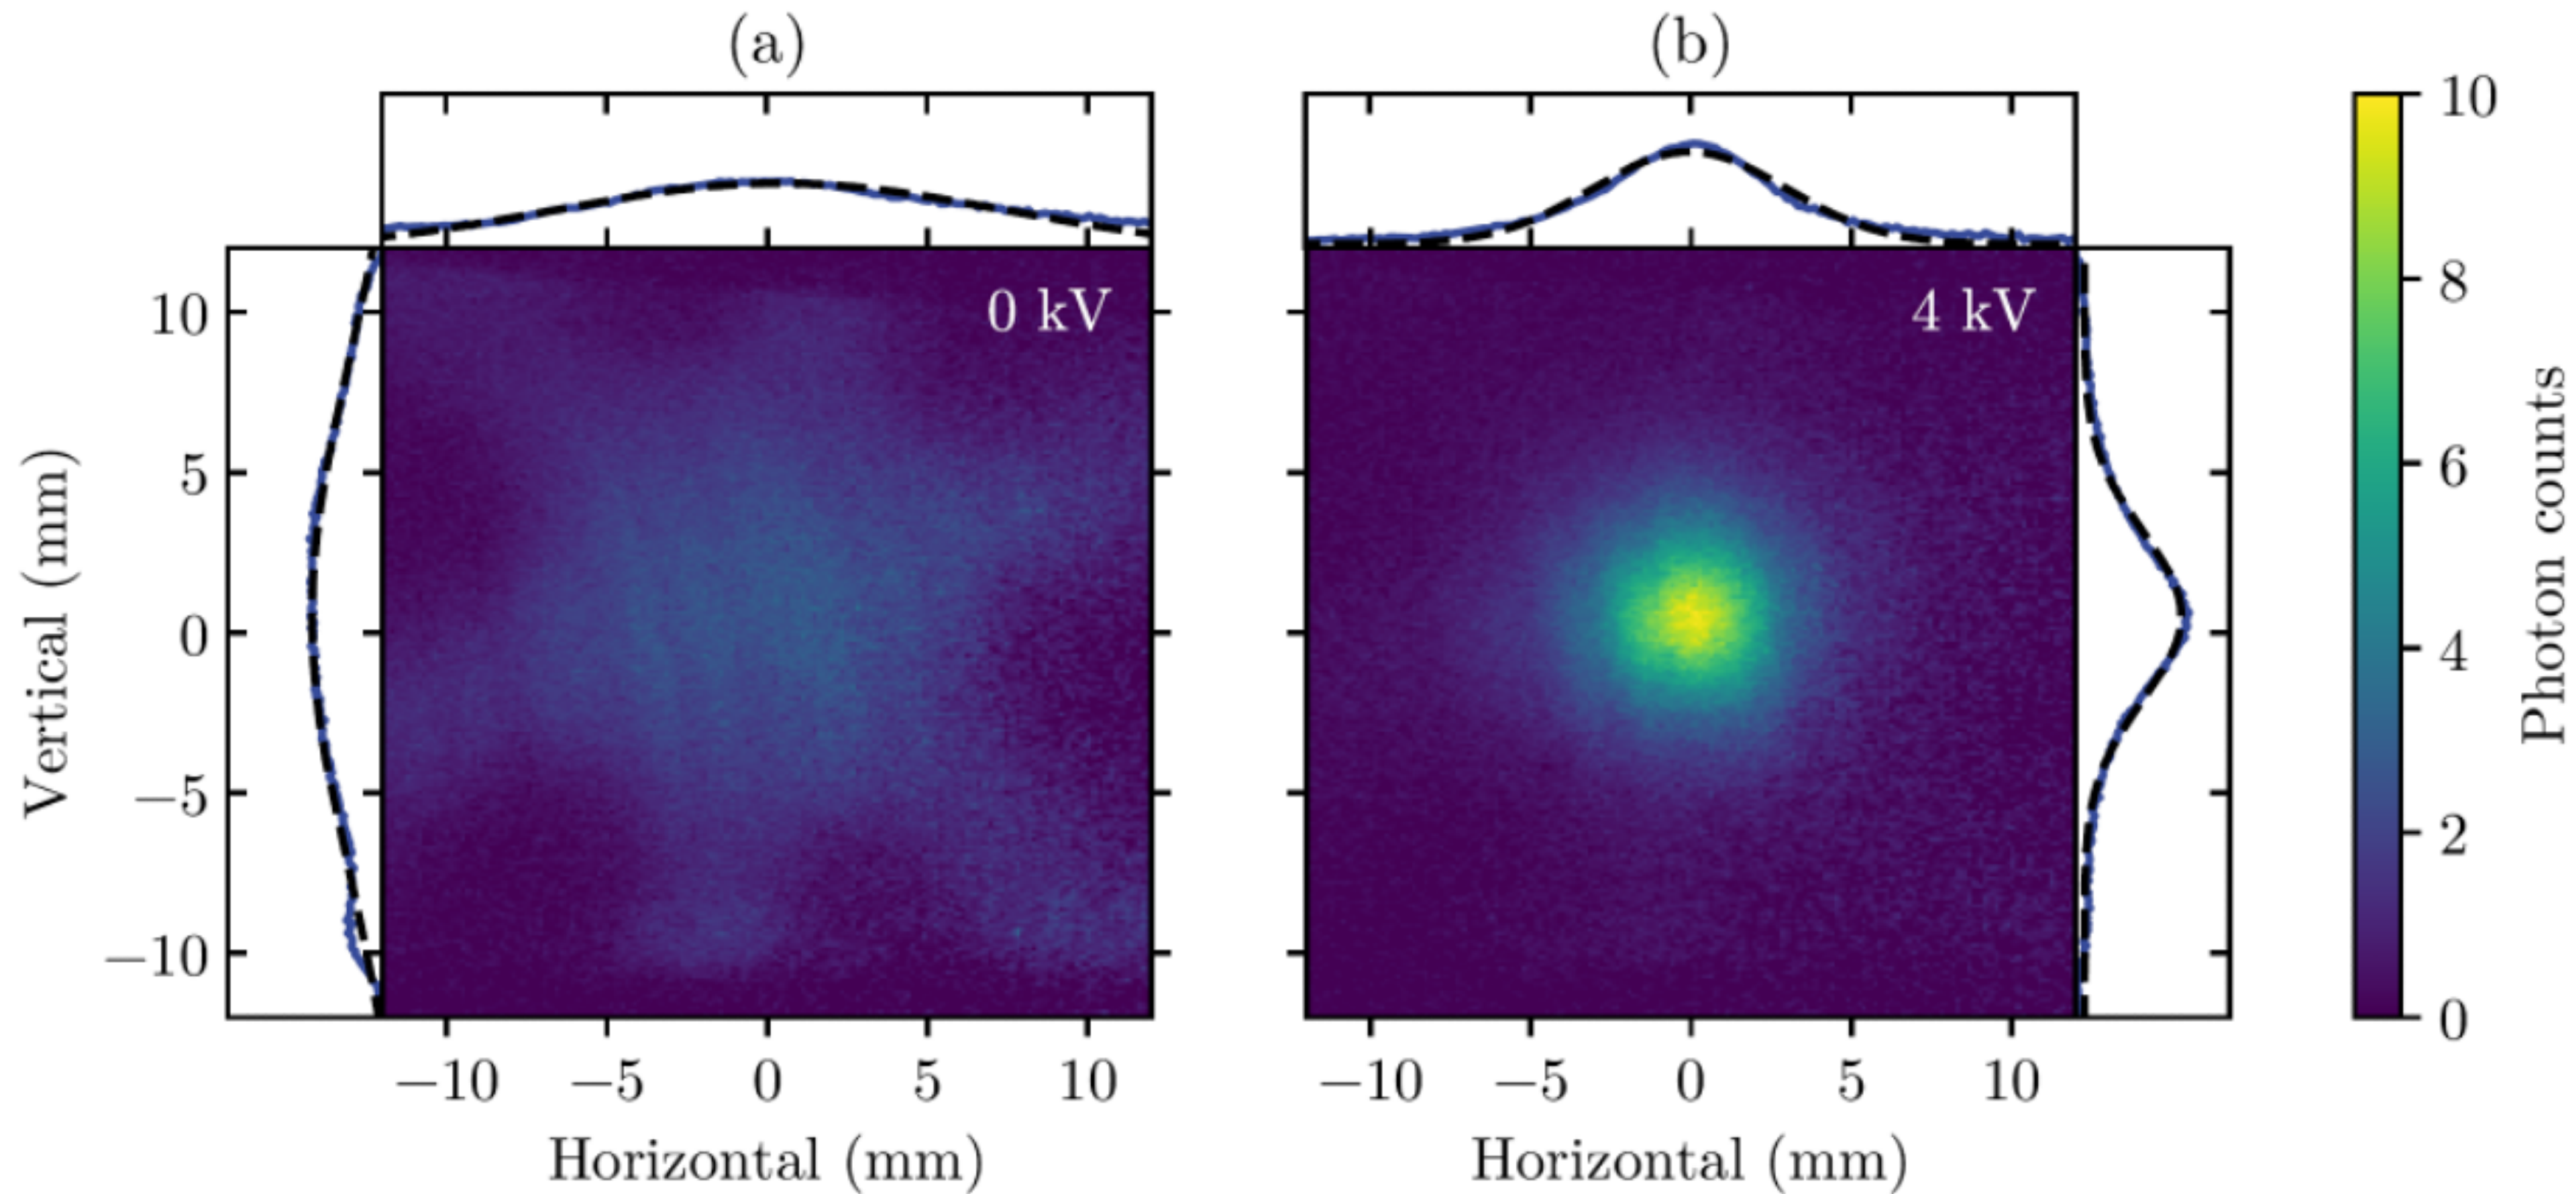 (a)
(b)
0 kV
4 kV
10
5
0
−5
−10
Vertical (mm)
−10 −5 0 5 10
−10 −5 0 5 10
Horizontal (mm)
Horizontal (mm)
10
8
6
4
2
0
Photon counts